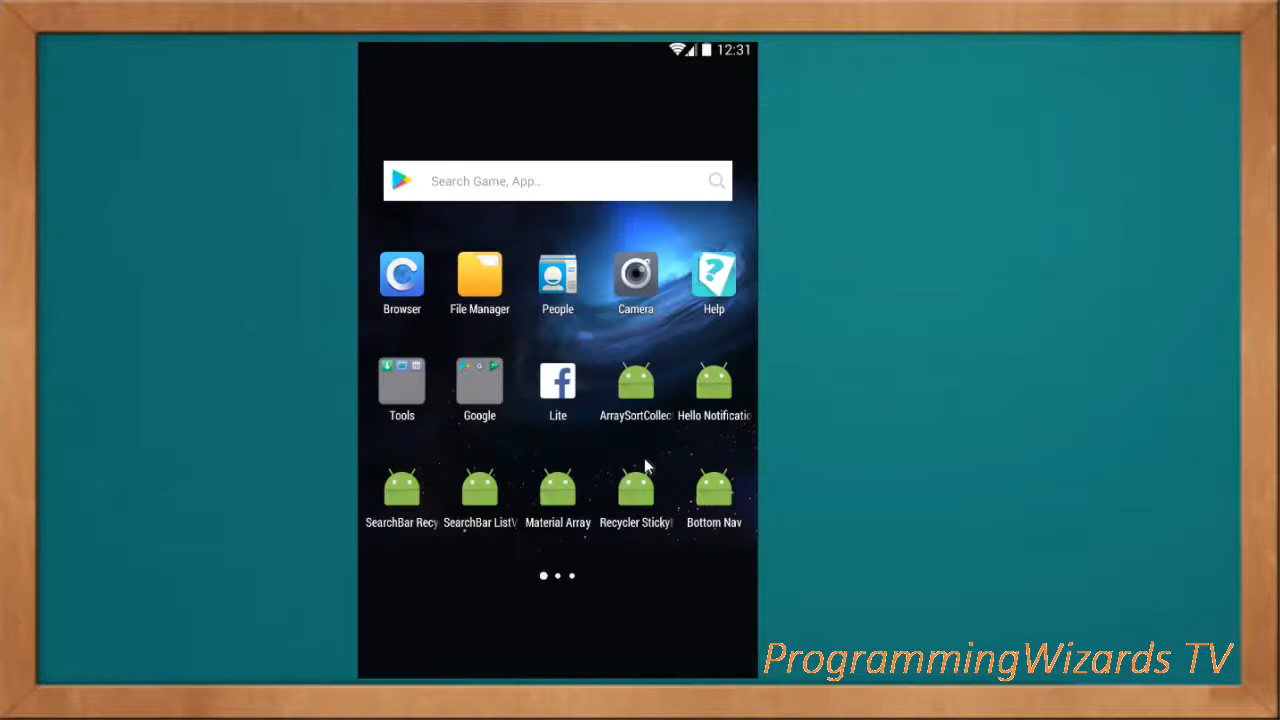 12:31
Search Game, App...
Browser File Manager People Camera Help
Tools Google Lite ArraySortCollec Hello Notificatio
SearchBar Recy SearchBar ListV Material Array Recycler Sticky Bottom Nav
ProgrammingWizards TV